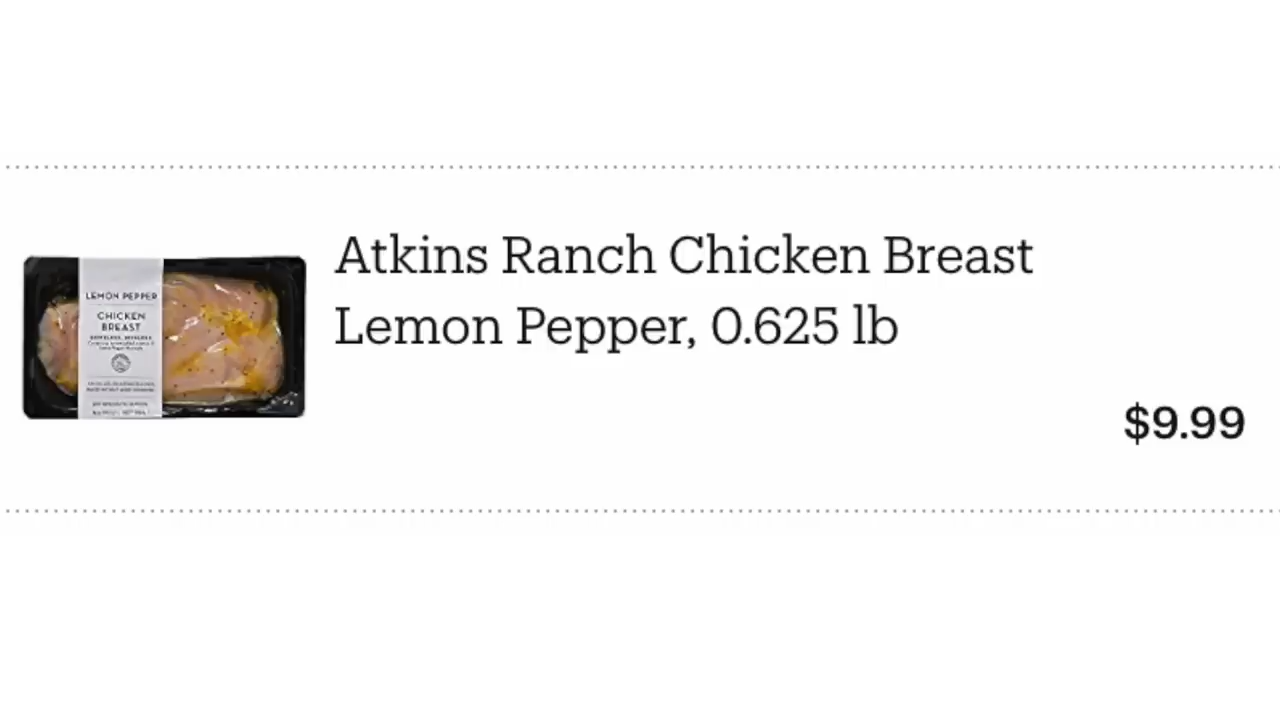 Atkins Ranch Chicken Breast
Lemon Pepper, 0.625 lb
LEMON PEPPER
CHICKEN
BREAST
$9.99